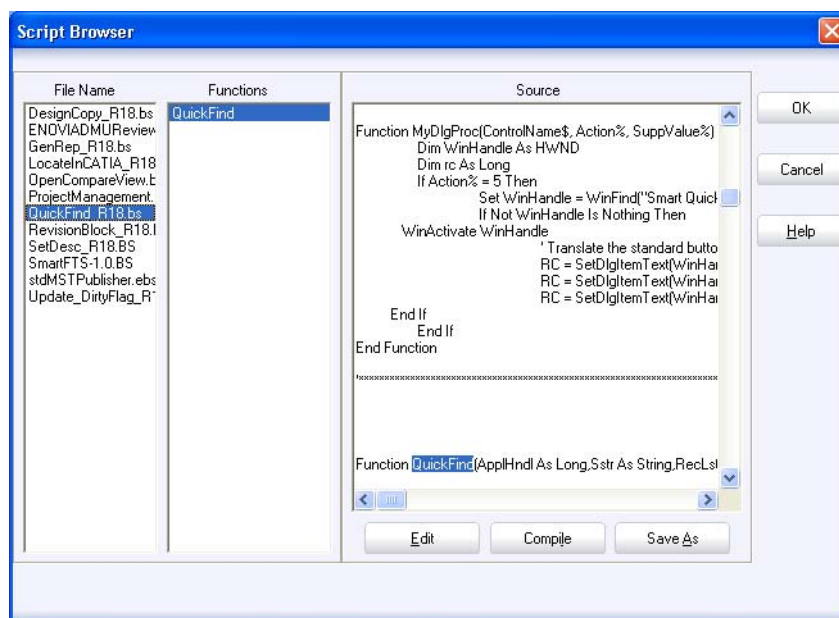 Script Browser
File Name
Functions
Source
DesignCopy_R18.bs
ENOVIADMUReview
GenRep_R18.bs
LocateInCATIA_R18
OpenCompareView.b
ProjectManagement.
QuickFind_R18.bs
RevisionBlock_R18.
SetDesc_R18.BS
SmartFTS-1.0.BS
stdMSTPublisher.ebs
Update_DirtyFlag_R
QuickFind
Function MyDlgProc(ControlName$, Action%, SuppValue%)
Dim WinHandle As HWND
Dim rc As Long
If Action% = 5 Then
Set WinHandle = WinFind("Smart Quick
If Not WinHandle Is Nothing Then
WinActivate WinHandle
' Translate the standard butto
RC = SetDlgItemText(WinHar
RC = SetDlgItemText(WinHar
RC = SetDlgItemText(WinHar
End If
End If
End Function
Function QuickFind(ApplHndl As Long,Sstr As String,RecLst
Edit
Compile
Save As
OK
Cancel
Help